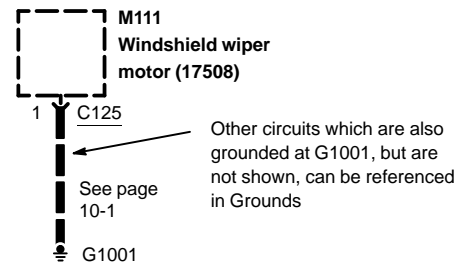 M111
Windshield wiper
motor (17508)
1 C125
Other circuits which are also
grounded at G1001, but are
not shown, can be referenced
in Grounds
See page
10-1
G1001